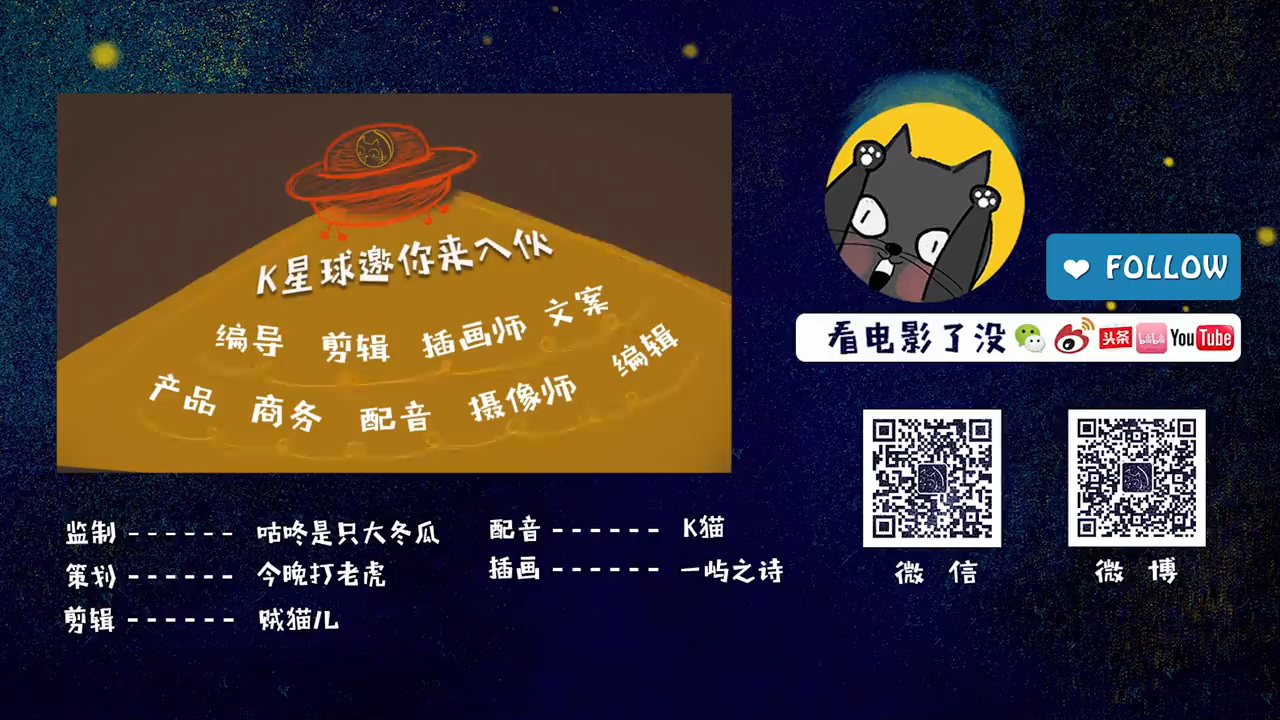 K星球邀你来入伙
编导 剪辑 插画师 文案
产品 商务 配音 摄像师 编辑
FOLLOW
看电影了没 头条 bilibili YouTube
监制 ------ 咕咚是只大冬瓜
策划 ------ 今晚打老虎
剪辑 ------ 贼猫儿
配音 ------ K猫
插画 ------ 一屿之诗
微 信
微 博